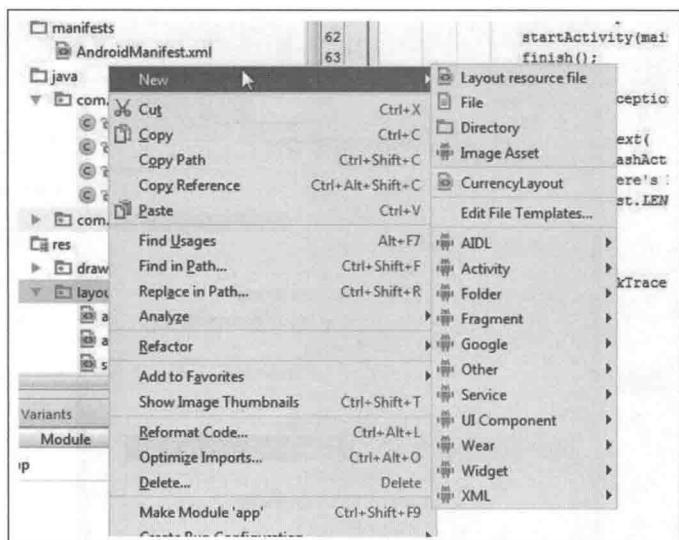 manifests
AndroidManifest.xml
java
com.
res
draw
layou
Variants
Module
62
63
startActivity(mai
finish();
ceptio
ext(
ashAct
ere's
st.LEN
kTrace
New
Cut Ctrl+X
Copy Ctrl+C
Copy Path Ctrl+Shift+C
Copy Reference Ctrl+Alt+Shift+C
Paste Ctrl+V
Find Usages Alt+F7
Find in Path... Ctrl+Shift+F
Replace in Path... Ctrl+Shift+R
Analyze
Refactor
Add to Favorites
Show Image Thumbnails Ctrl+Shift+T
Reformat Code... Ctrl+Alt+L
Optimize Imports... Ctrl+Alt+O
Delete... Delete
Make Module 'app' Ctrl+Shift+F9
Layout resource file
File
Directory
Image Asset
CurrencyLayout
Edit File Templates...
AIDL
Activity
Folder
Fragment
Google
Other
Service
UI Component
Wear
Widget
XML